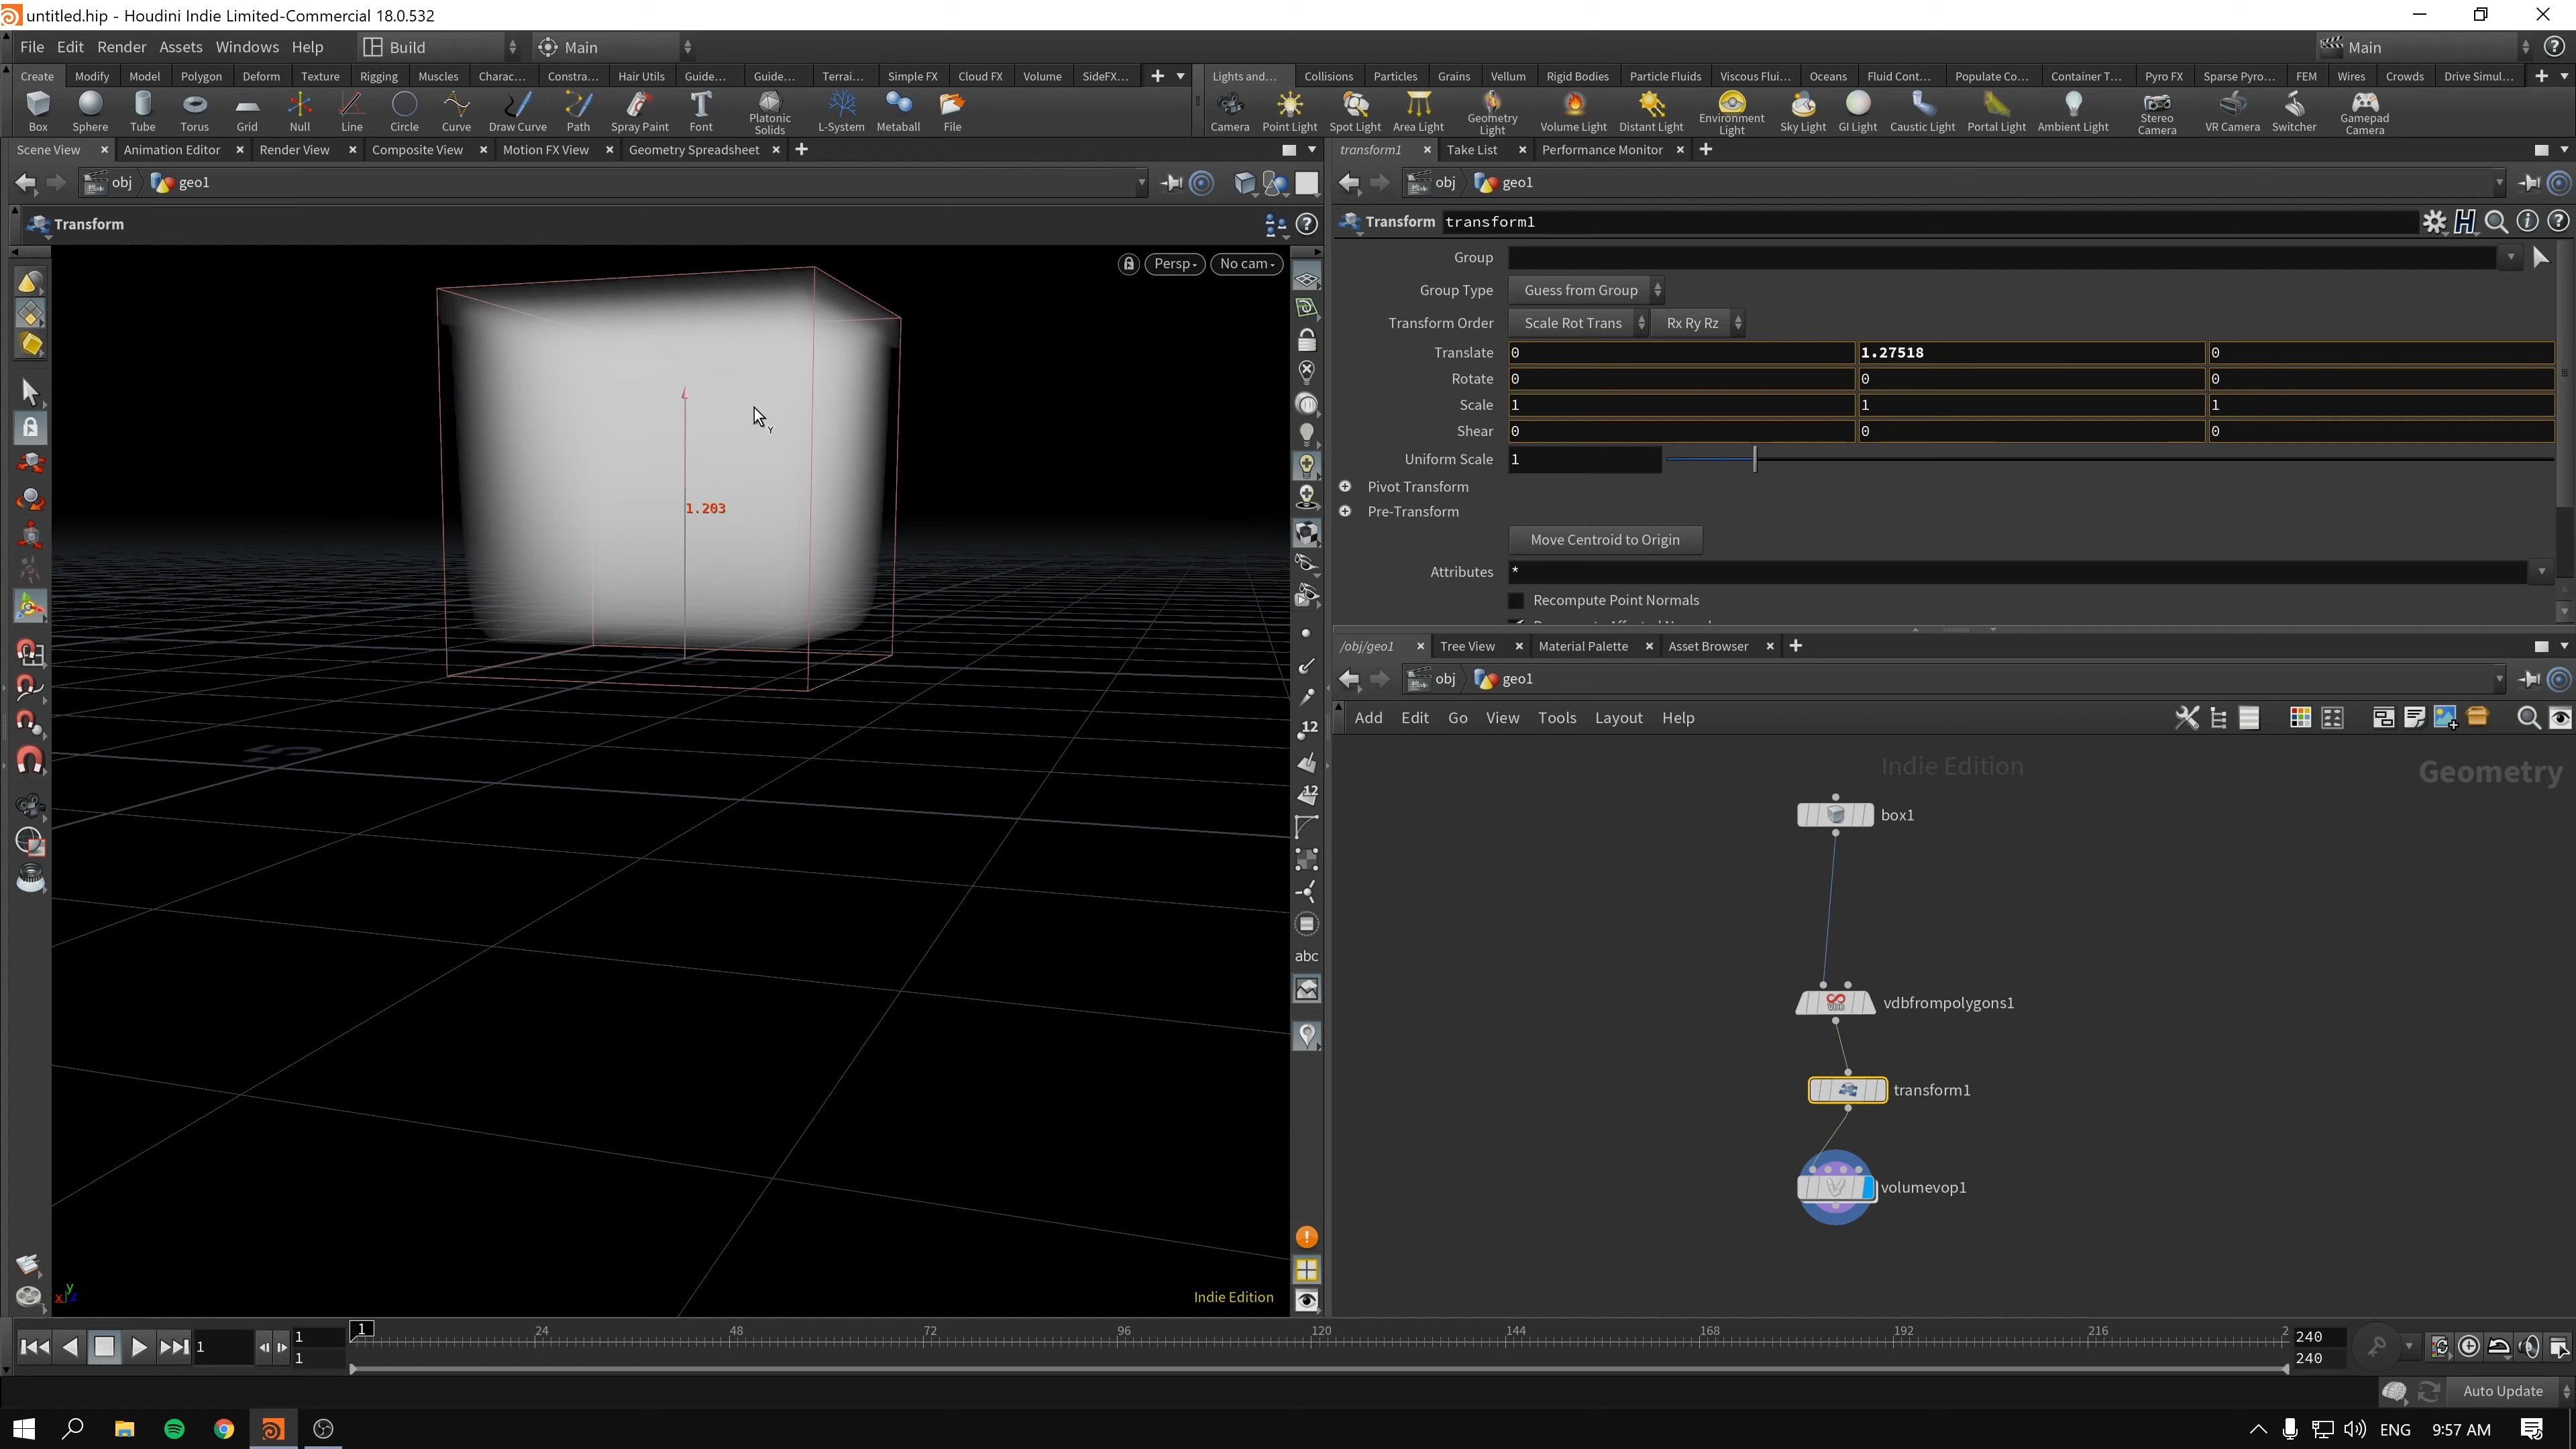 untitled.hip - Houdini Indie Limited-Commercial 18.0.532
File Edit Render Assets Windows Help Build Main Main
Create Modify Model Polygon Deform Texture Rigging Muscles Charac... Constra... Hair Utils Guide... Guide... Terrai... Simple FX Cloud FX Volume SideFX... Lights and... Collisions Particles Grains Vellum Rigid Bodies Particle Fluids Viscous Flui... Oceans Fluid Cont... Populate Co... Container T... Pyro FX Sparse Pyro... FEM Wires Crowds Drive Simul...
Box Sphere Tube Torus Grid Null Line Circle Curve Draw Curve Path Spray Paint Font Platonic Solids L-System Metaball File Camera Point Light Spot Light Area Light Geometry Light Volume Light Distant Light Environment Light Sky Light GI Light Caustic Light Portal Light Ambient Light Stereo Camera VR Camera Switcher Gamepad Camera
Scene View Animation Editor Render View Composite View Motion FX View Geometry Spreadsheet
obj geo1
Transform
Persp No cam
1.203
Y
15
12
12
abc
y
x z
Indie Edition
transform1 Take List Performance Monitor
obj geo1
Transform transform1
Group
Group Type Guess from Group
Transform Order Scale Rot Trans Rx Ry Rz
Translate 0 1.27518 0
Rotate 0 0 0
Scale 1 1 1
Shear 0 0 0
Uniform Scale 1
Pivot Transform
Pre-Transform
Move Centroid to Origin
Attributes *
Recompute Point Normals
/obj/geo1 Tree View Material Palette Asset Browser
obj geo1
Add Edit Go View Tools Layout Help
Indie Edition
Geometry
box1
VDB
vdbfrompolygons1
transform1
volumevop1
1 1 1 1 24 48 72 96 120 144 168 192 216 2 240
240
Auto Update
ENG 9:57 AM